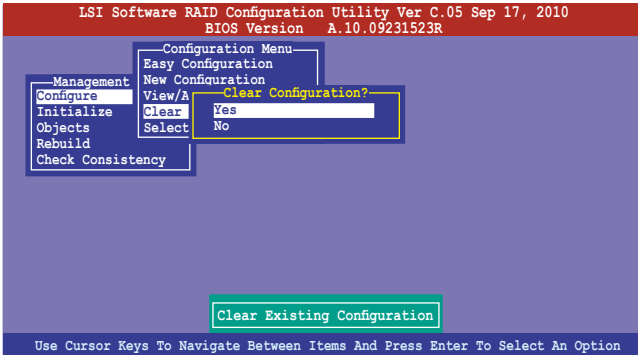 LSI Software RAID Configuration Utility Ver C.05 Sep 17, 2010
BIOS Version A.10.09231523R
Configuration Menu
Easy Configuration
New Configuration
View/A
Clear
Select
Management
Configure
Initialize
Objects
Rebuild
Check Consistency
Clear Configuration?
Yes
No
Clear Existing Configuration
Use Cursor Keys To Navigate Between Items And Press Enter To Select An Option